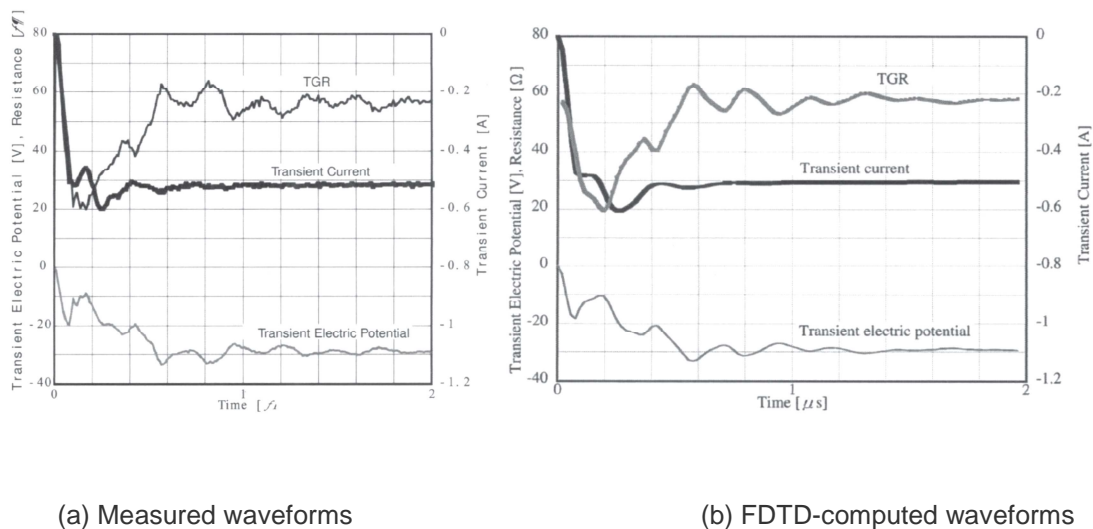 Transient Electric Potential [V], Resistance
80
60
40
20
0
-20
-40
0
-0.2
-0.4
-0.6
-0.8
-1
-1.2
Transient Current [A]
TGR
Transient Current
Transient Electric Potential
0
1
2
Time [
Transient Electric Potential [V], Resistance [Ω]
80
60
40
20
0
-20
-40
0
-0.2
-0.4
-0.6
-0.8
-1
-1.2
Transient Current [A]
TGR
Transient current
Transient electric potential
0
1
2
Time [μs]
(a) Measured waveforms
(b) FDTD-computed waveforms